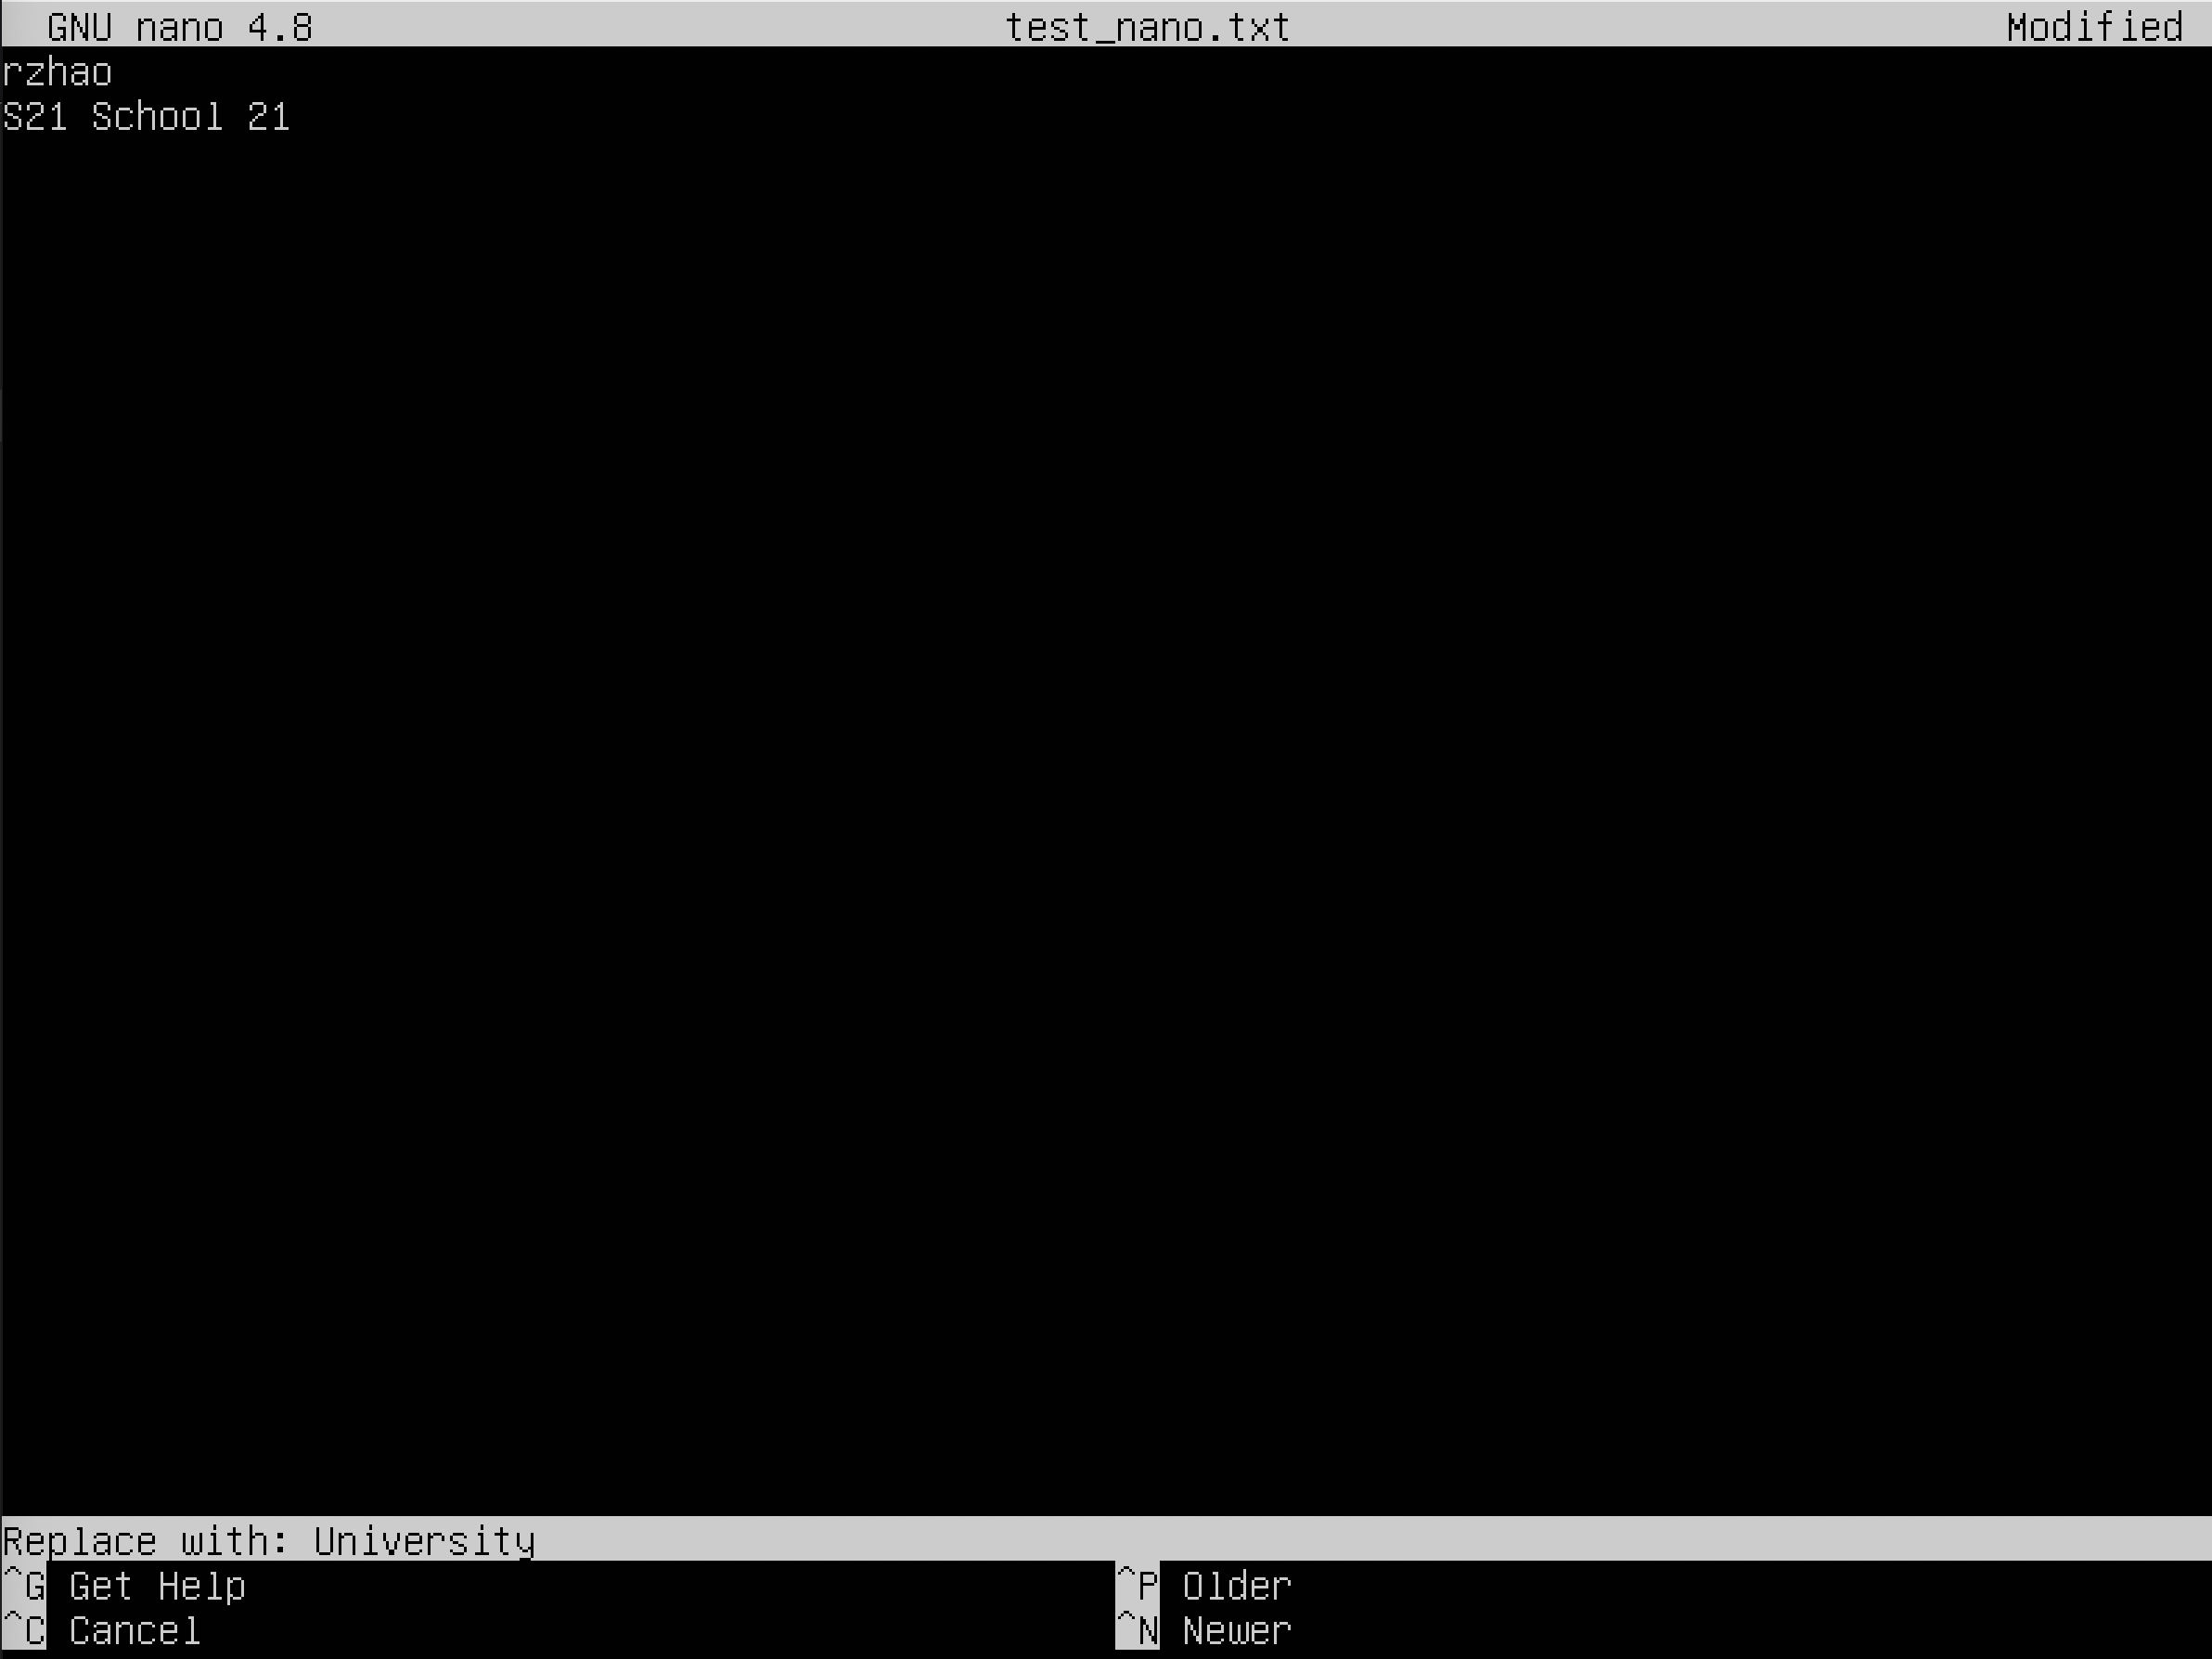 GNU nano 4.8 test_nano.txt Modified
rzhao
S21 School 21
Replace with: University
^G Get Help ^P Older
^C Cancel ^N Newer